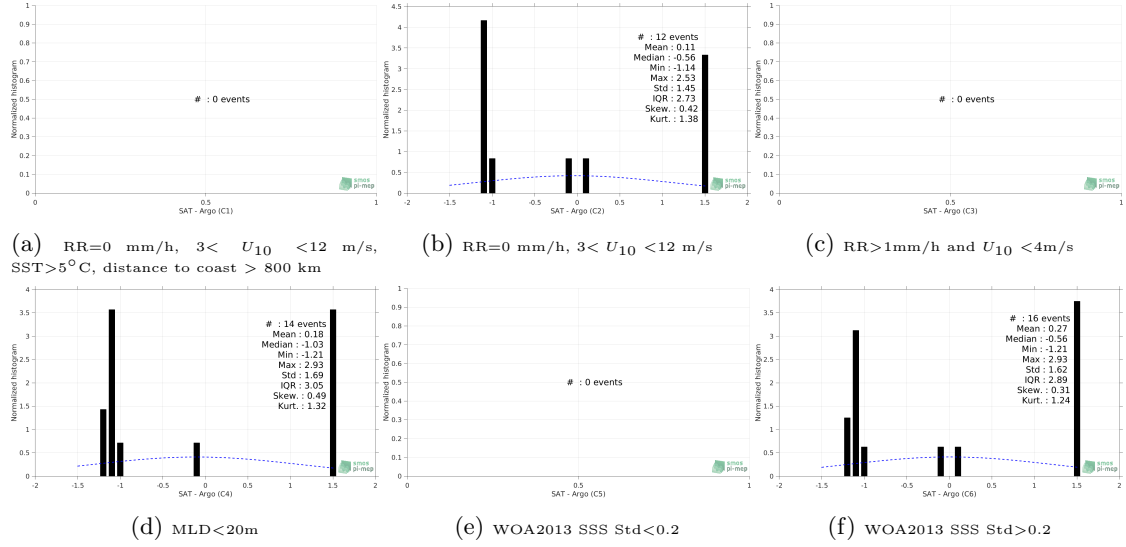 1
0.9
0.8
0.7
0.6
0.5
0.4
0.3
0.2
0.1
0
Normalized histogram
# : 0 events
0 0.5 1
SAT - Argo (C1)
smos
pi-mep
(a) RR=0 mm/h, 3< U10 <12 m/s,
SST>5°C, distance to coast > 800 km
4.5
4
3.5
3
2.5
2
1.5
1
0.5
0
Normalized histogram
# : 12 events
Mean : 0.11
Median : -0.56
Min : -1.14
Max : 2.53
Std : 1.45
IQR : 2.73
Skew. : 0.42
Kurt. : 1.38
-2 -1.5 -1 -0.5 0 0.5 1 1.5 2
SAT - Argo (C2)
smos
pi-mep
(b) RR=0 mm/h, 3< U10 <12 m/s
1
0.9
0.8
0.7
0.6
0.5
0.4
0.3
0.2
0.1
0
Normalized histogram
# : 0 events
0 0.5 1
SAT - Argo (C3)
smos
pi-mep
(c) RR>1mm/h and U10 <4m/s
4
3.5
3
2.5
2
1.5
1
0.5
0
Normalized histogram
# : 14 events
Mean : 0.18
Median : -1.03
Min : -1.21
Max : 2.93
Std : 1.69
IQR : 3.05
Skew. : 0.49
Kurt. : 1.32
-2 -1.5 -1 -0.5 0 0.5 1 1.5 2
SAT - Argo (C4)
smos
pi-mep
(d) MLD<20m
1
0.9
0.8
0.7
0.6
0.5
0.4
0.3
0.2
0.1
0
Normalized histogram
# : 0 events
0 0.5 1
SAT - Argo (C5)
smos
pi-mep
(e) WOA2013 SSS Std<0.2
4
3.5
3
2.5
2
1.5
1
0.5
0
Normalized histogram
# : 16 events
Mean : 0.27
Median : -0.56
Min : -1.21
Max : 2.93
Std : 1.62
IQR : 2.89
Skew. : 0.31
Kurt. : 1.24
-2 -1.5 -1 -0.5 0 0.5 1 1.5 2
SAT - Argo (C6)
smos
pi-mep
(f) WOA2013 SSS Std>0.2